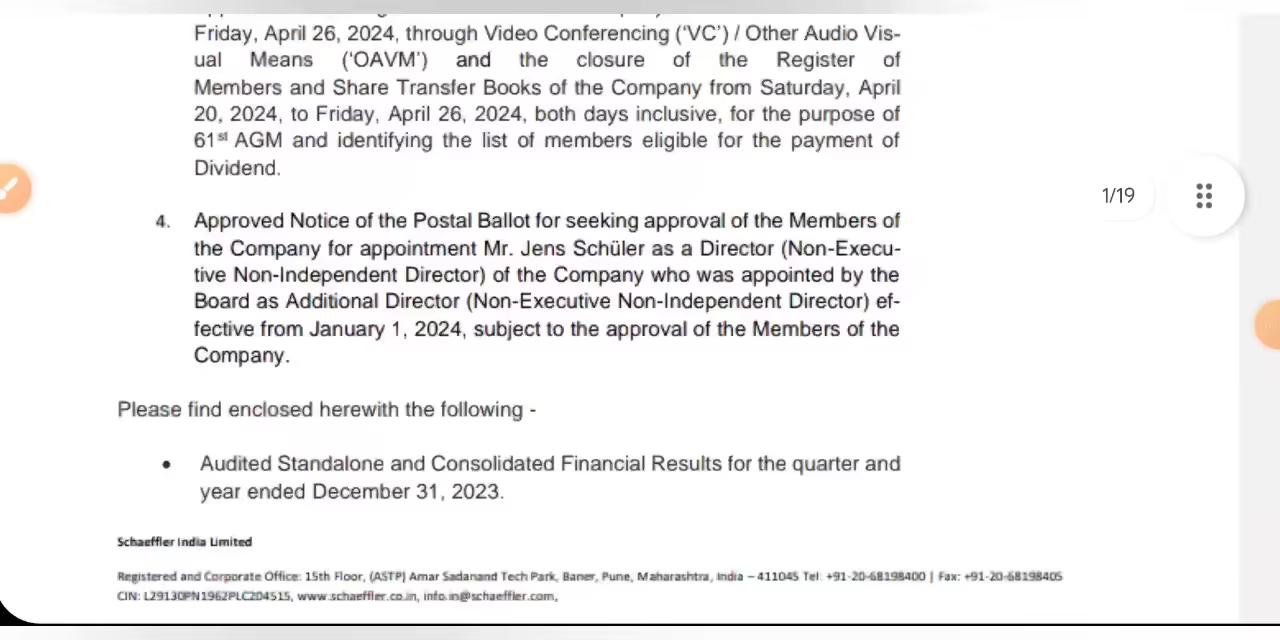 Friday, April 26, 2024, through Video Conferencing (‘VC’) / Other Audio Vis-
ual Means (‘OAVM’) and the closure of the Register of
Members and Share Transfer Books of the Company from Saturday, April
20, 2024, to Friday, April 26, 2024, both days inclusive, for the purpose of
61st AGM and identifying the list of members eligible for the payment of
Dividend.
1/19
4. Approved Notice of the Postal Ballot for seeking approval of the Members of
the Company for appointment Mr. Jens Schüler as a Director (Non-Execu-
tive Non-Independent Director) of the Company who was appointed by the
Board as Additional Director (Non-Executive Non-Independent Director) ef-
fective from January 1, 2024, subject to the approval of the Members of the
Company.
Please find enclosed herewith the following -
• Audited Standalone and Consolidated Financial Results for the quarter and
year ended December 31, 2023.
Schaeffler India Limited
Registered and Corporate Office: 15th Floor, (ASTP) Amar Sadanand Tech Park, Baner, Pune, Maharashtra, India – 411045 Tel: +91-20-68198400 | Fax: +91-20-68198405
CIN: L29130PN1962PLC204515, www.schaeffler.co.in, info.in@schaeffler.com,